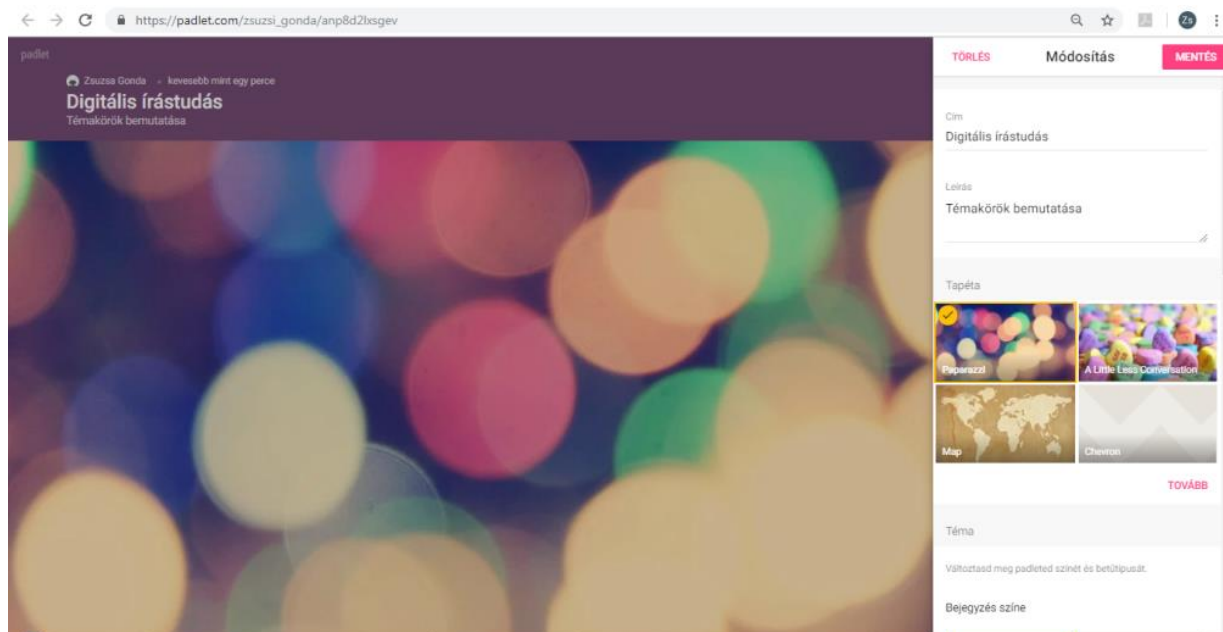 https://padlet.com/zsuzsi_gonda/anp8d2lxsgev
Zs
padlet
Zsuzsa Gonda • kevesebb mint egy perce
Digitális írástudás
Témakörök bemutatása
TÖRLÉS
Módosítás
MENTÉS
Cím
Digitális írástudás
Leírás
Témakörök bemutatása
Tapéta
Paparazzi
A Little Less Conversation
Map
Chevron
TOVÁBB
Téma
Változtasd meg padleted színét és betűtípusát.
Bejegyzés színe